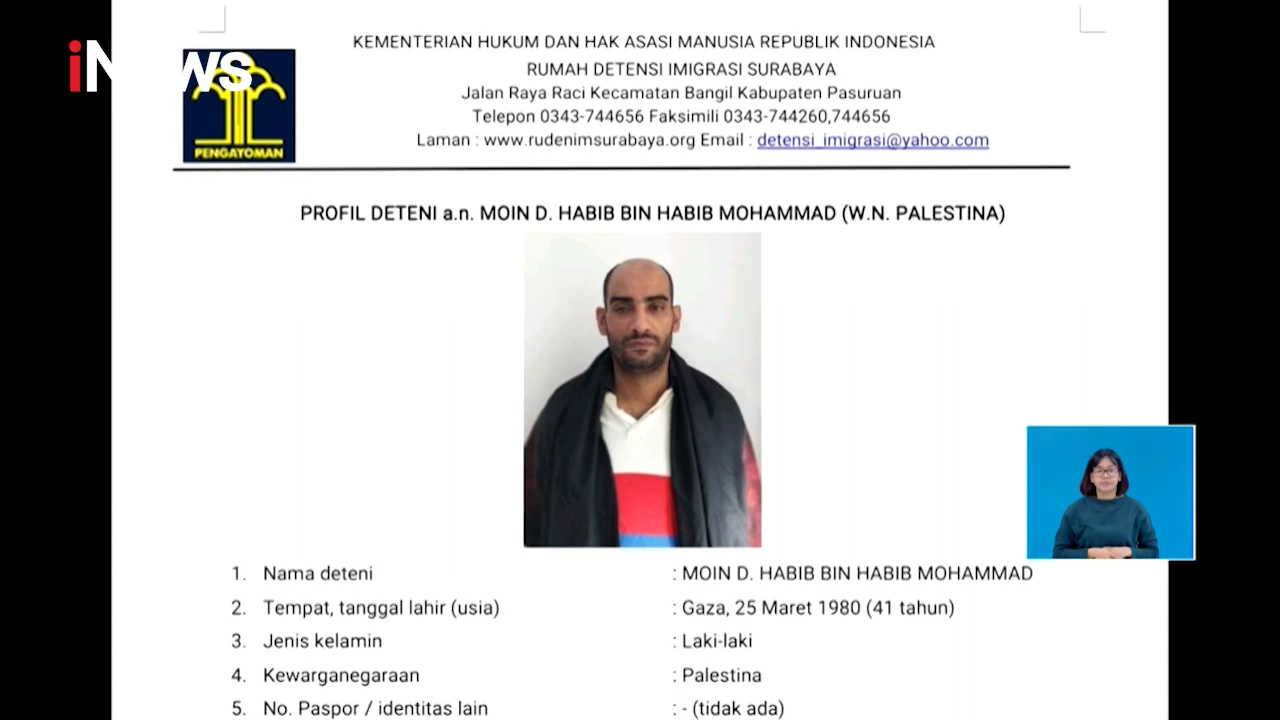 iNEWS
KEMENTERIAN HUKUM DAN HAK ASASI MANUSIA REPUBLIK INDONESIA
RUMAH DETENSI IMIGRASI SURABAYA
Jalan Raya Raci Kecamatan Bangil Kabupaten Pasuruan
Telepon 0343-744656 Faksimili 0343-744260,744656
Laman : www.rudenimsurabaya.org Email : detensi_imigrasi@yahoo.com
PENGAYOMAN
PROFIL DETENI a.n. MOIN D. HABIB BIN HABIB MOHAMMAD (W.N. PALESTINA)
1. Nama deteni : MOIN D. HABIB BIN HABIB MOHAMMAD
2. Tempat, tanggal lahir (usia) : Gaza, 25 Maret 1980 (41 tahun)
3. Jenis kelamin : Laki-laki
4. Kewarganegaraan : Palestina
5. No. Paspor / identitas lain : - (tidak ada)